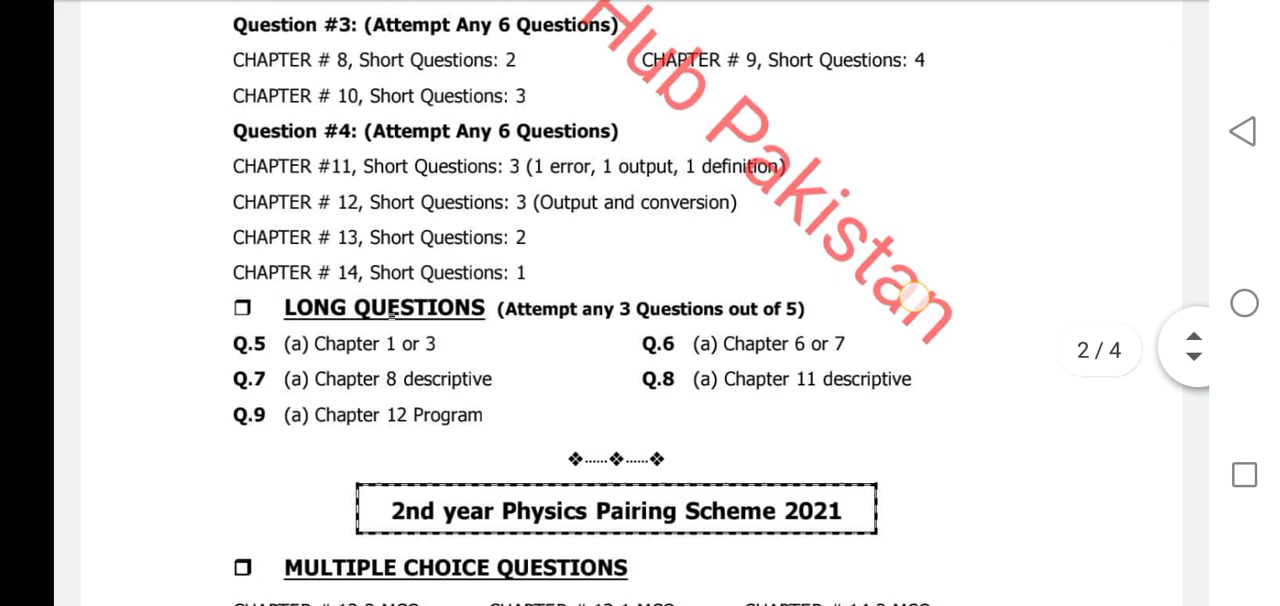 Question #3: (Attempt Any 6 Questions)
CHAPTER # 8, Short Questions: 2 CHAPTER # 9, Short Questions: 4
CHAPTER # 10, Short Questions: 3
Question #4: (Attempt Any 6 Questions)
CHAPTER #11, Short Questions: 3 (1 error, 1 output, 1 definition)
CHAPTER # 12, Short Questions: 3 (Output and conversion)
CHAPTER # 13, Short Questions: 2
CHAPTER # 14, Short Questions: 1
LONG QUESTIONS (Attempt any 3 Questions out of 5)
Q.5 (a) Chapter 1 or 3 Q.6 (a) Chapter 6 or 7
Q.7 (a) Chapter 8 descriptive Q.8 (a) Chapter 11 descriptive
Q.9 (a) Chapter 12 Program
2nd year Physics Pairing Scheme 2021
MULTIPLE CHOICE QUESTIONS
Hub Pakistan
2 / 4